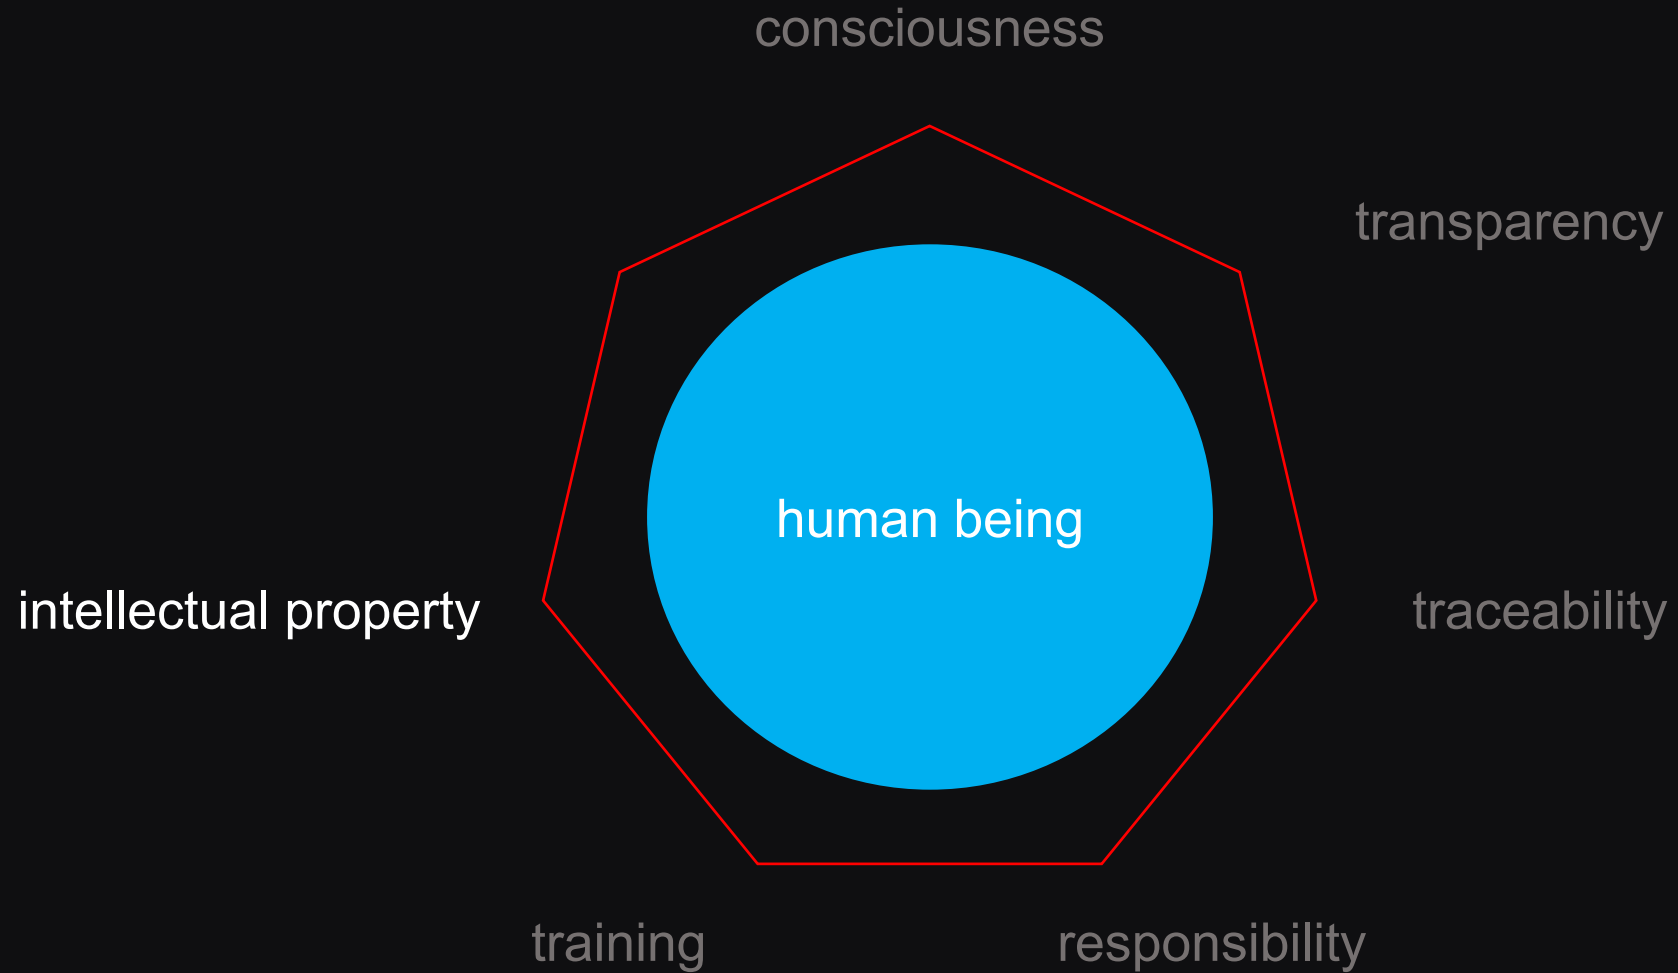 consciousness
transparency
human being
intellectual property
traceability
training
responsibility